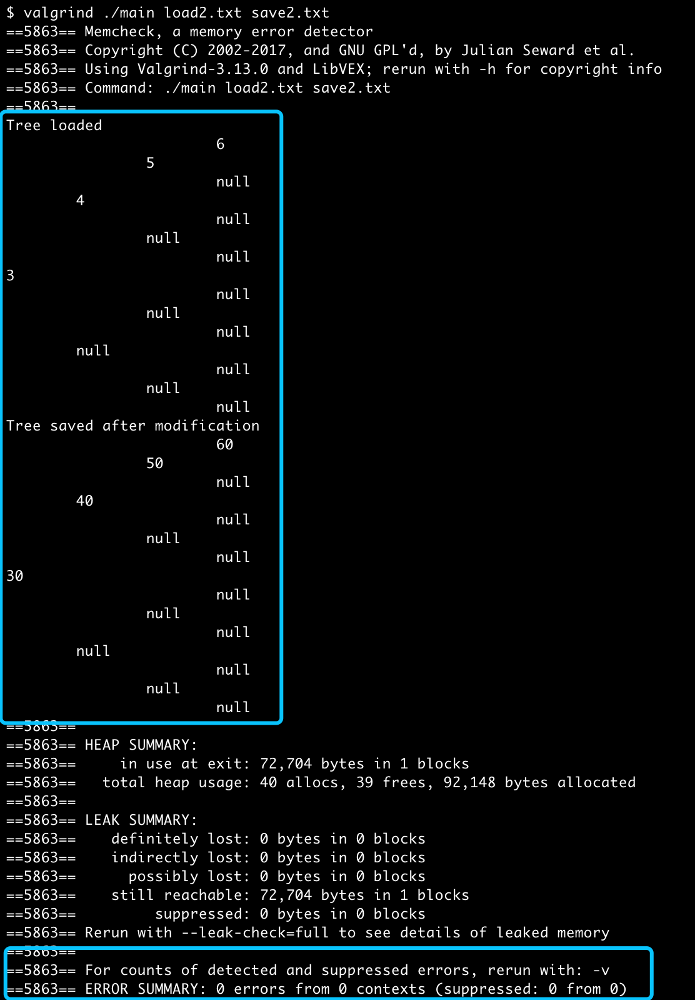 $ valgrind ./main load2.txt save2.txt
==5863== Memcheck, a memory error detector
==5863== Copyright (C) 2002-2017, and GNU GPL'd, by Julian Seward et al.
==5863== Using Valgrind-3.13.0 and LibVEX; rerun with -h for copyright info
==5863== Command: ./main load2.txt save2.txt
==5863==
Tree loaded
                        6
                5
                        null
        4
                        null
                null
                        null
3
                        null
                null
                        null
        null
                        null
                null
                        null
Tree saved after modification
                        60
                50
                        null
        40
                        null
                null
                        null
30
                        null
                null
                        null
        null
                        null
                null
                        null
==5863==
==5863== HEAP SUMMARY:
==5863==     in use at exit: 72,704 bytes in 1 blocks
==5863==   total heap usage: 40 allocs, 39 frees, 92,148 bytes allocated
==5863==
==5863== LEAK SUMMARY:
==5863==    definitely lost: 0 bytes in 0 blocks
==5863==    indirectly lost: 0 bytes in 0 blocks
==5863==      possibly lost: 0 bytes in 0 blocks
==5863==    still reachable: 72,704 bytes in 1 blocks
==5863==         suppressed: 0 bytes in 0 blocks
==5863== Rerun with --leak-check=full to see details of leaked memory
==5863==
==5863== For counts of detected and suppressed errors, rerun with: -v
==5863== ERROR SUMMARY: 0 errors from 0 contexts (suppressed: 0 from 0)